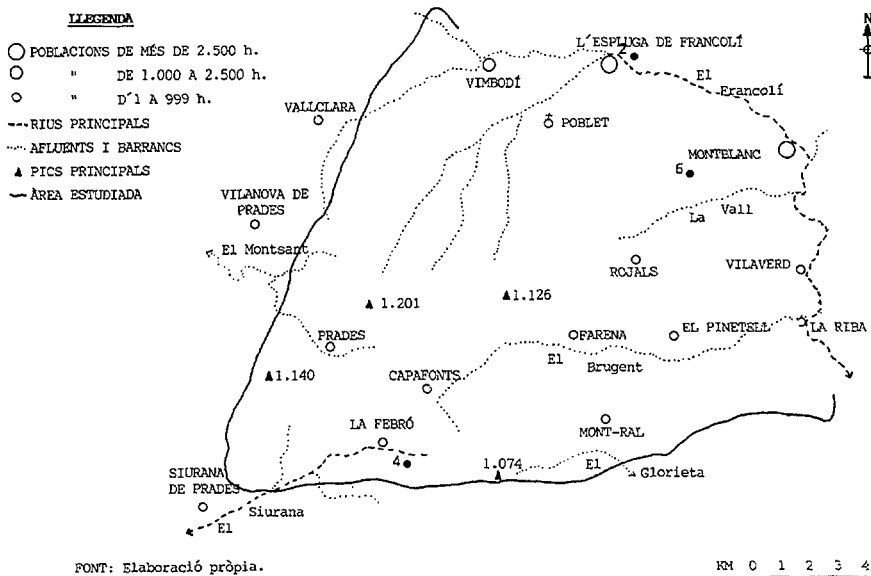 LLEGENDA
POBLACIONS DE MÉS DE 2.500 h.
" DE 1.000 A 2.500 h.
" D´1 A 999 h.
RIUS PRINCIPALS
AFLUENTS I BARRANCS
PICS PRINCIPALS
ÀREA ESTUDIADA
N
L´ESPLUGA DE FRANCOLÍ
2
VIMBODÍ
El
Francolí
VALLCLARA
POBLET
MONTBLANC
6
VILANOVA DE
PRADES
La Vall
El Montsant
ROJALS
VILAVERD
1.201
1.126
PRADES
FARENA
EL PINETELL
LA RIBA
El
Brugent
1.140
CAPAFONTS
LA FEBRÓ
MONT-RAL
4
1.074
El
Glorieta
SIURANA
DE PRADES
Siurana
El
FONT: Elaboració pròpia.
KM 0 1 2 3 4